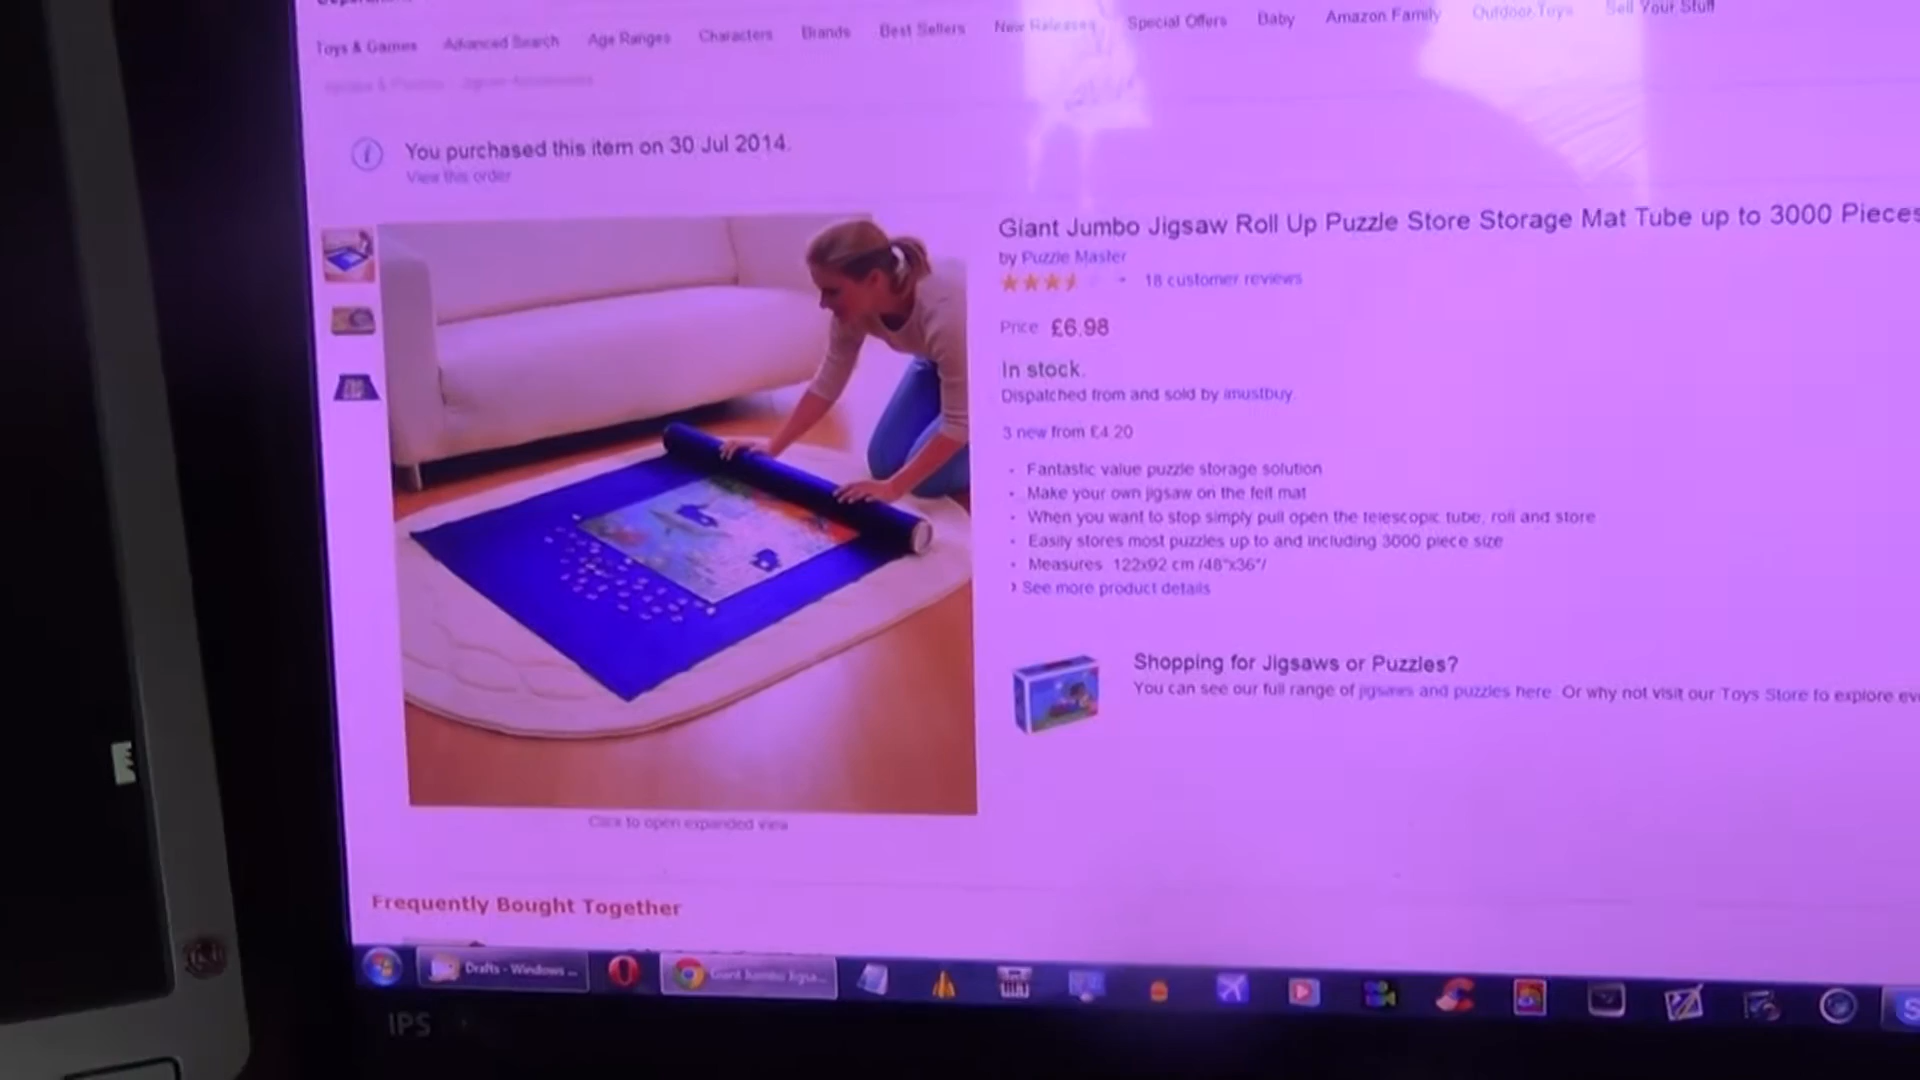 Toys & Games Advanced Search Age Ranges Characters Brands Best Sellers New Releases Special Offers Baby Amazon Family Outdoor Toys Sell Your Stuff
You purchased this item on 30 Jul 2014.
View this order
Giant Jumbo Jigsaw Roll Up Puzzle Store Storage Mat Tube up to 3000 Pieces
by Puzzle Master
18 customer reviews
Price £6.98
In stock.
Dispatched from and sold by imustbuy.
3 new from £4.20
Fantastic value puzzle storage solution
Make your own jigsaw on the felt mat
When you want to stop simply pull open the telescopic tube, roll and store
Easily stores most puzzles up to and including 3000 piece size
Measures 122x92 cm /48"x36"/
› See more product details
Shopping for Jigsaws or Puzzles?
You can see our full range of jigsaws and puzzles here. Or why not visit our Toys Store to explore
Click to open expanded view
Frequently Bought Together
Drafts - Windows ...
Giant Jumbo Jigsa...
IPS